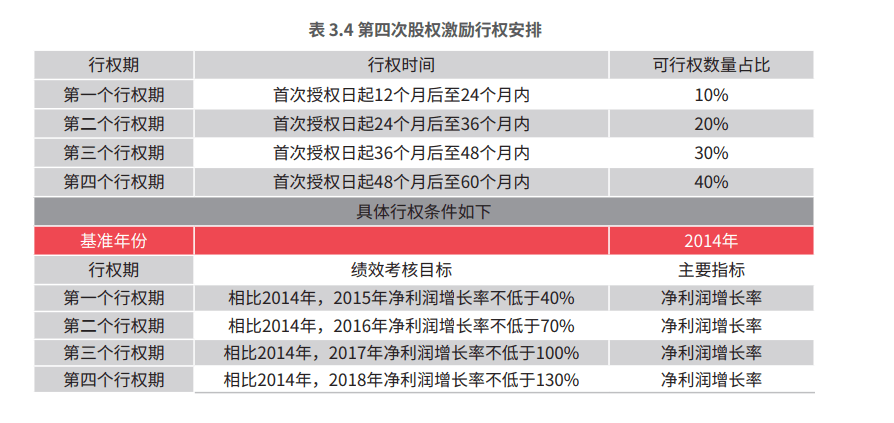 表 3.4 第四次股权激励行权安排
行权期 行权时间 可行权数量占比
第一个行权期 首次授权日起12个月后至24个月内 10%
第二个行权期 首次授权日起24个月后至36个月内 20%
第三个行权期 首次授权日起36个月后至48个月内 30%
第四个行权期 首次授权日起48个月后至60个月内 40%
具体行权条件如下
基准年份 2014年
行权期 绩效考核目标 主要指标
第一个行权期 相比2014年，2015年净利润增长率不低于40% 净利润增长率
第二个行权期 相比2014年，2016年净利润增长率不低于70% 净利润增长率
第三个行权期 相比2014年，2017年净利润增长率不低于100% 净利润增长率
第四个行权期 相比2014年，2018年净利润增长率不低于130% 净利润增长率